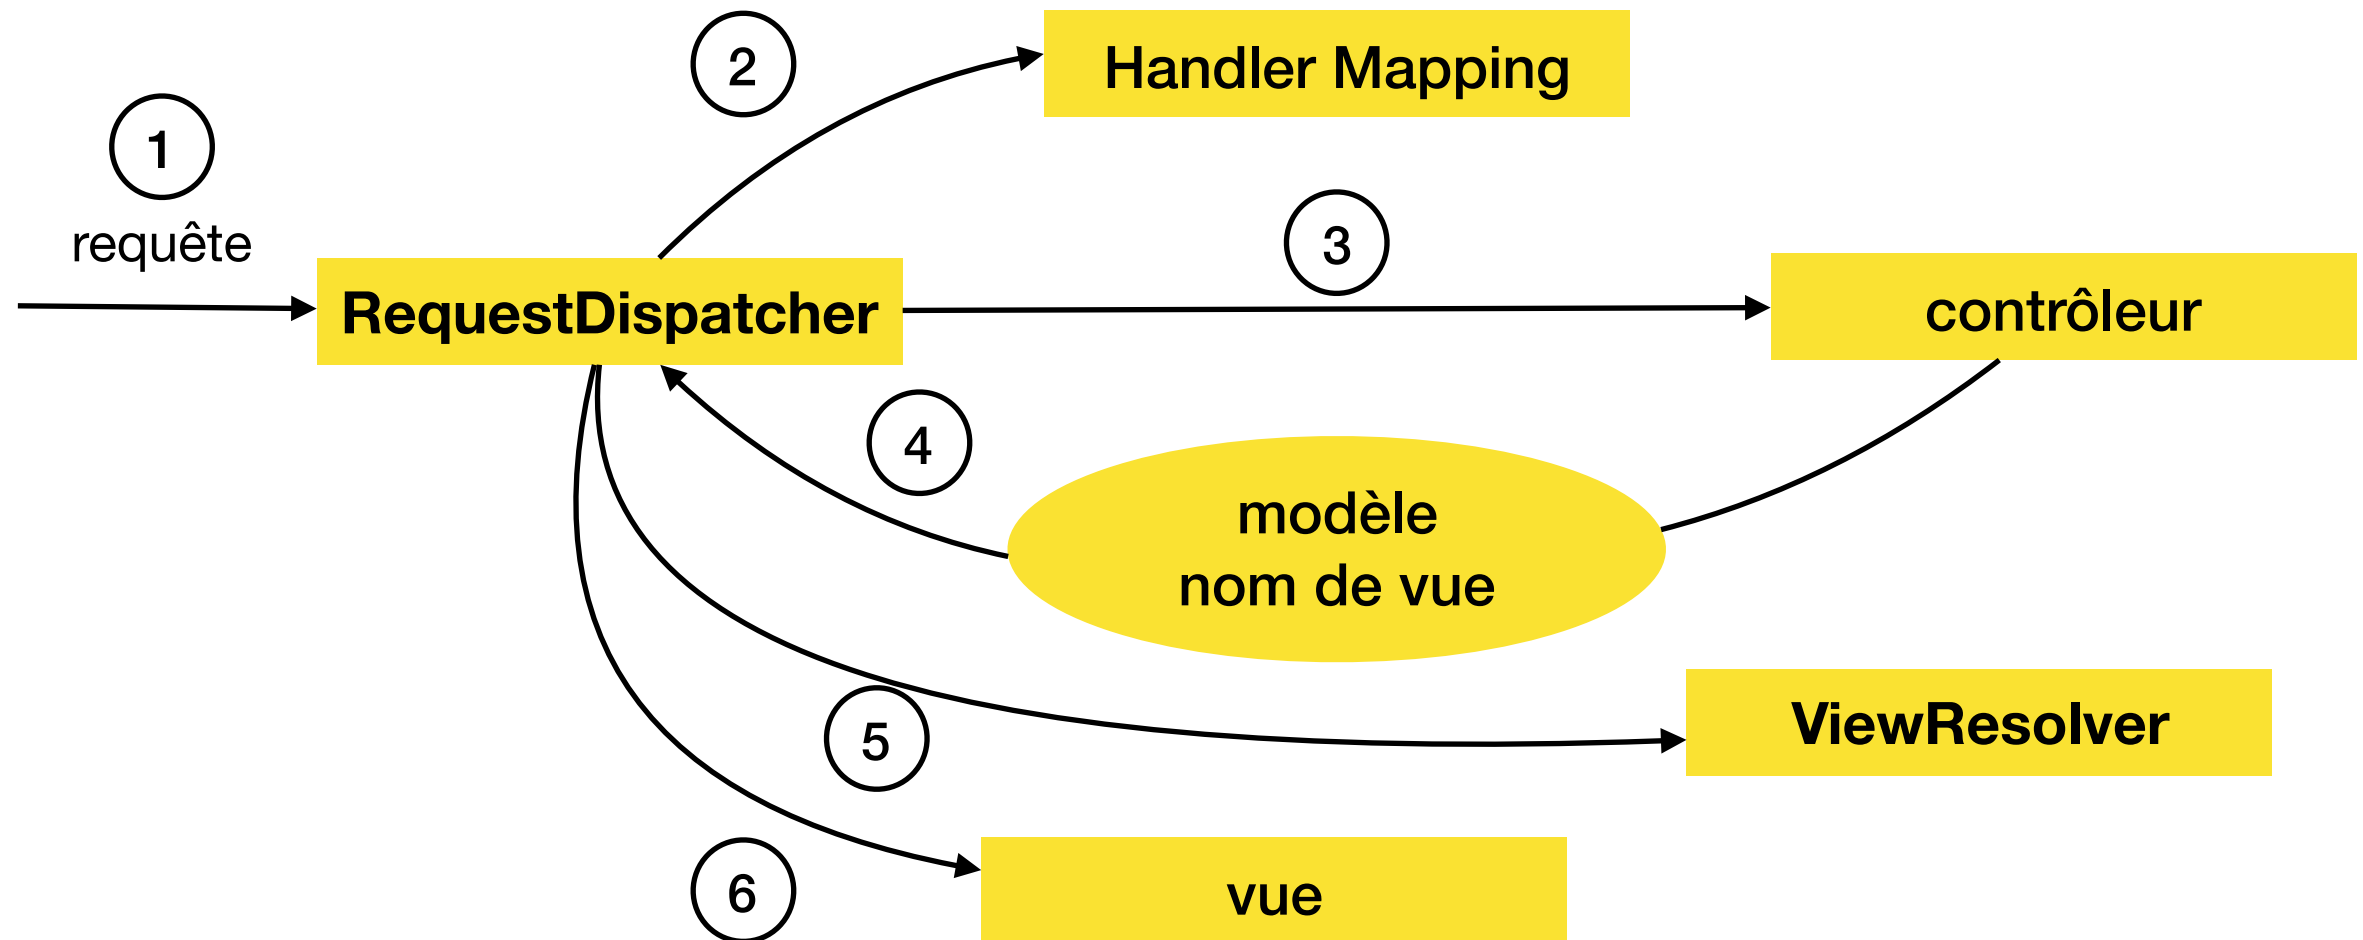 2
Handler Mapping
1
requête
3
RequestDispatcher
contrôleur
4
modèle
nom de vue
5
ViewResolver
6
vue